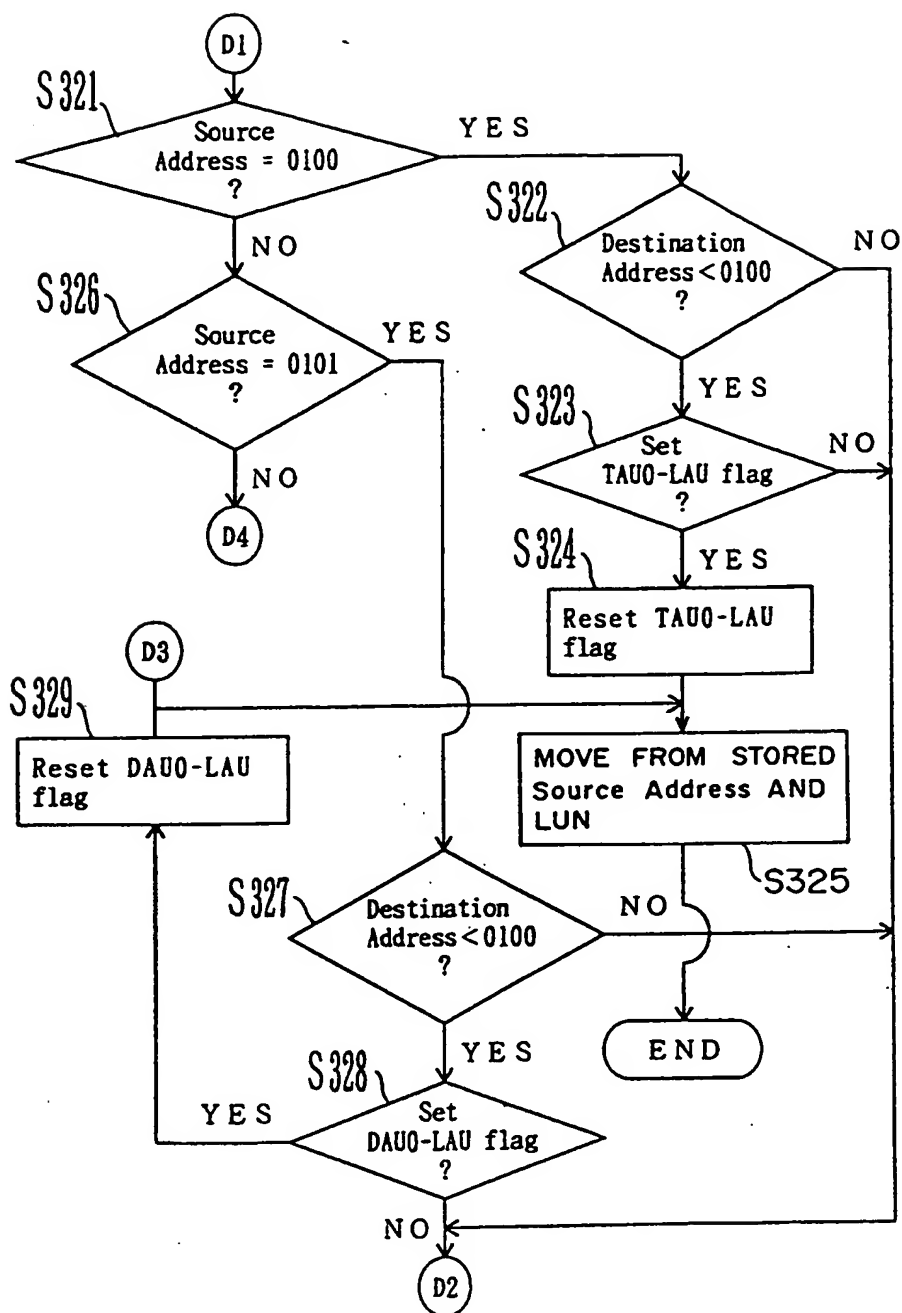 D1
S321
Source
Address = 0100
?
YES
NO
S322
Destination
Address<0100
?
NO
YES
S326
Source
Address = 0101
?
YES
NO
D4
S323
Set
TAU0-LAU flag
?
NO
YES
S324
Reset TAU0-LAU
flag
D3
S329
Reset DAU0-LAU
flag
MOVE FROM STORED
Source Address AND
LUN
S325
S327
Destination
Address<0100
?
NO
YES
END
S328
Set
DAU0-LAU flag
?
YES
NO
D2